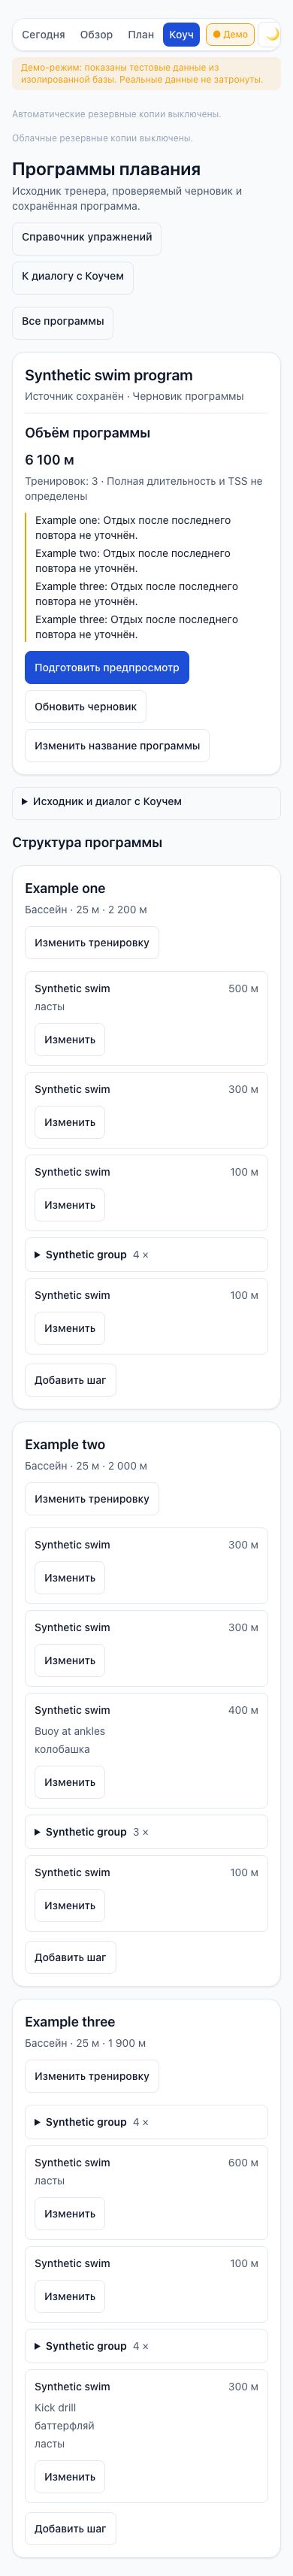 Сегодня Обзор План Коуч Демо
Демо-режим: показаны тестовые данные из
изолированной базы. Реальные данные не затронуты.
Автоматические резервные копии выключены.
Облачные резервные копии выключены.
Программы плавания
Исходник тренера, проверяемый черновик и
сохранённая программа.
Справочник упражнений
К диалогу с Коучем
Все программы
Synthetic swim program
Источник сохранён · Черновик программы
Объём программы
6 100 м
Тренировок: 3 · Полная длительность и TSS не
определены
Example one: Отдых после последнего
повтора не уточнён.
Example two: Отдых после последнего
повтора не уточнён.
Example three: Отдых после последнего
повтора не уточнён.
Example three: Отдых после последнего
повтора не уточнён.
Подготовить предпросмотр
Обновить черновик
Изменить название программы
Исходник и диалог с Коучем
Структура программы
Example one
Бассейн · 25 м · 2 200 м
Изменить тренировку
Synthetic swim 500 м
ласты
Изменить
Synthetic swim 300 м
Изменить
Synthetic swim 100 м
Изменить
Synthetic group 4 ×
Synthetic swim 100 м
Изменить
Добавить шаг
Example two
Бассейн · 25 м · 2 000 м
Изменить тренировку
Synthetic swim 300 м
Изменить
Synthetic swim 300 м
Изменить
Synthetic swim 400 м
Buoy at ankles
колобашка
Изменить
Synthetic group 3 ×
Synthetic swim 100 м
Изменить
Добавить шаг
Example three
Бассейн · 25 м · 1 900 м
Изменить тренировку
Synthetic group 4 ×
Synthetic swim 600 м
ласты
Изменить
Synthetic swim 100 м
Изменить
Synthetic group 4 ×
Synthetic swim 300 м
Kick drill
баттерфляй
ласты
Изменить
Добавить шаг